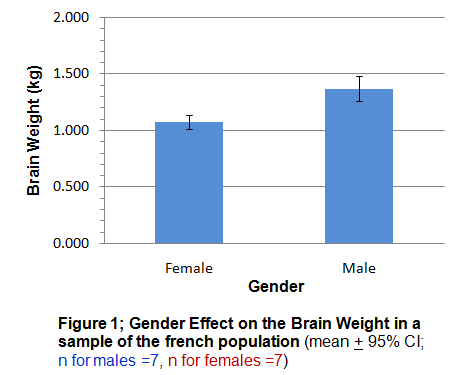 2.000
1.500
1.000
0.500
0.000
Brain Weight (kg)
Female
Male
Gender
Figure 1; Gender Effect on the Brain Weight in a
sample of the french population (mean ± 95% CI;
n for males =7, n for females =7)